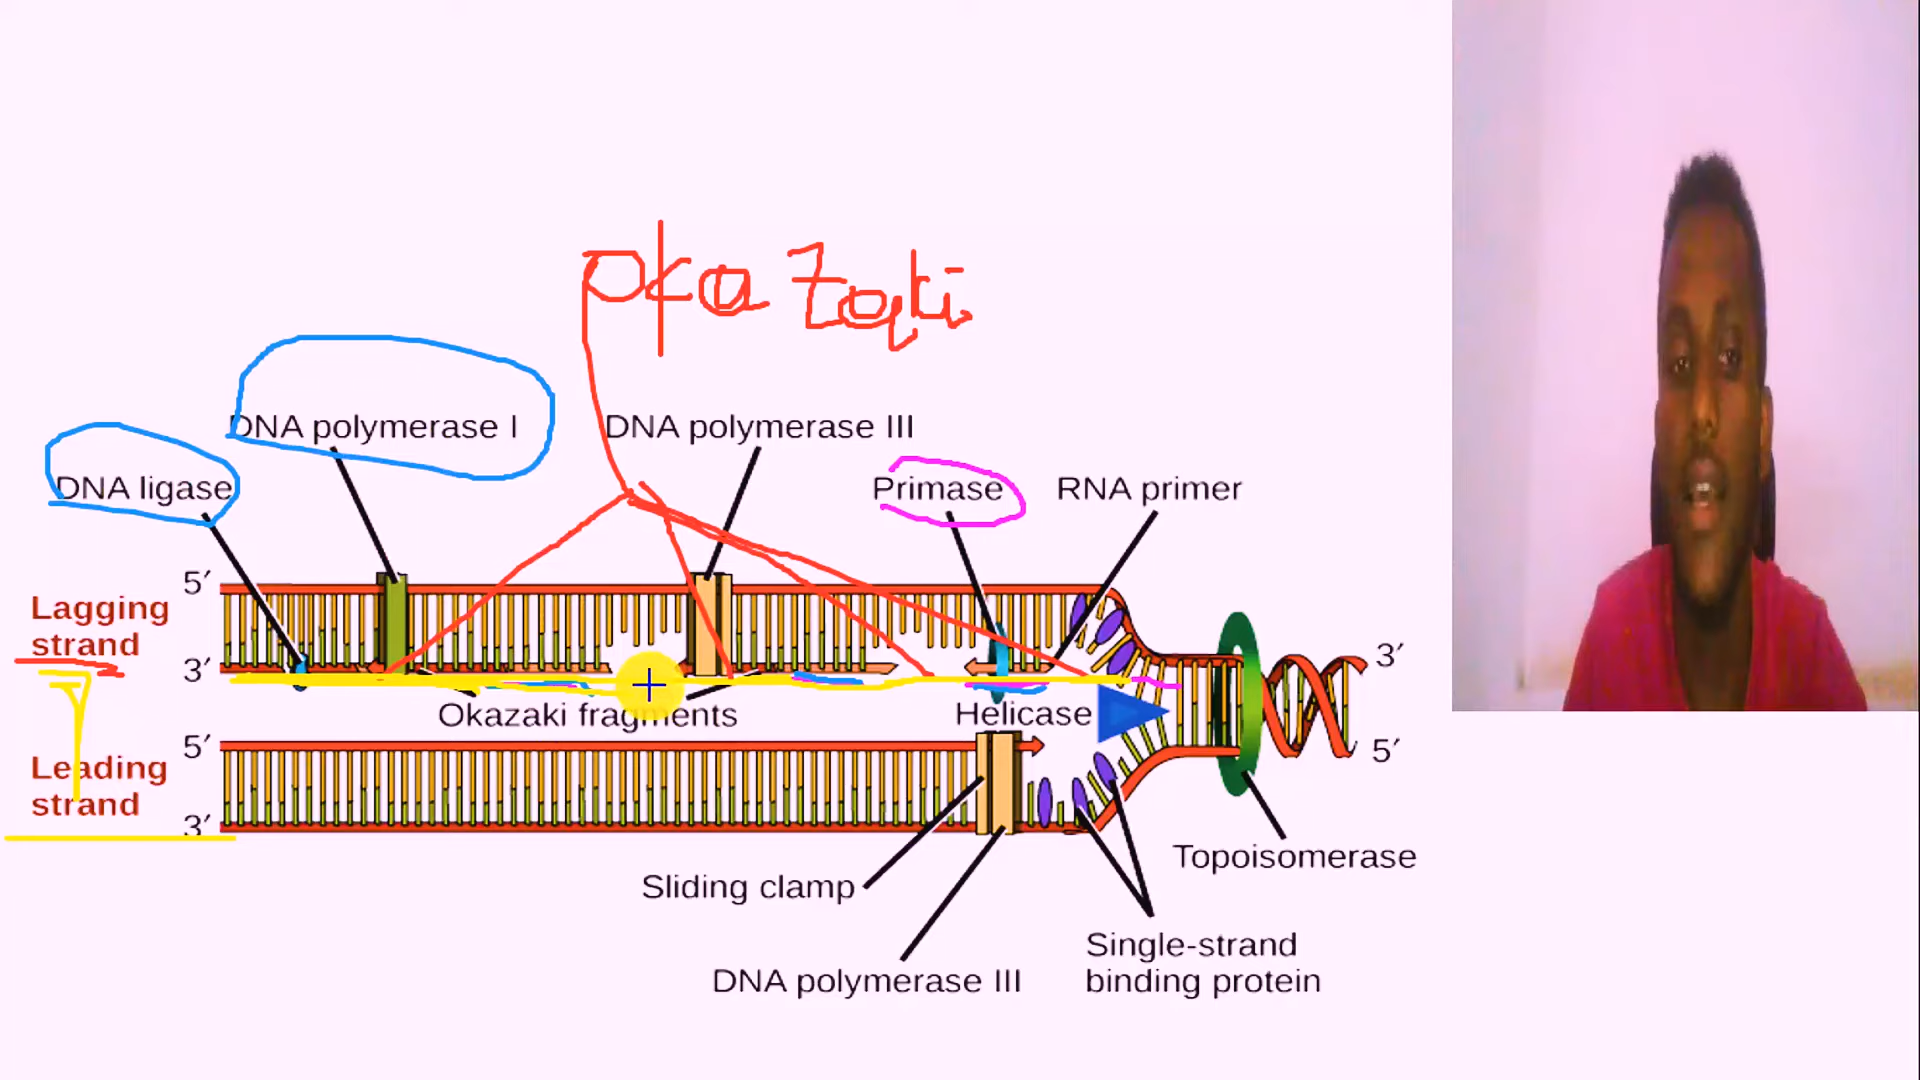 Okazaki
DNA polymerase I
DNA polymerase III
DNA ligase
Primase
RNA primer
5′
Lagging
strand
3′
3′
Okazaki fragments
Helicase
5′
5′
Leading
strand
3′
Topoisomerase
Sliding clamp
Single-strand
binding protein
DNA polymerase III